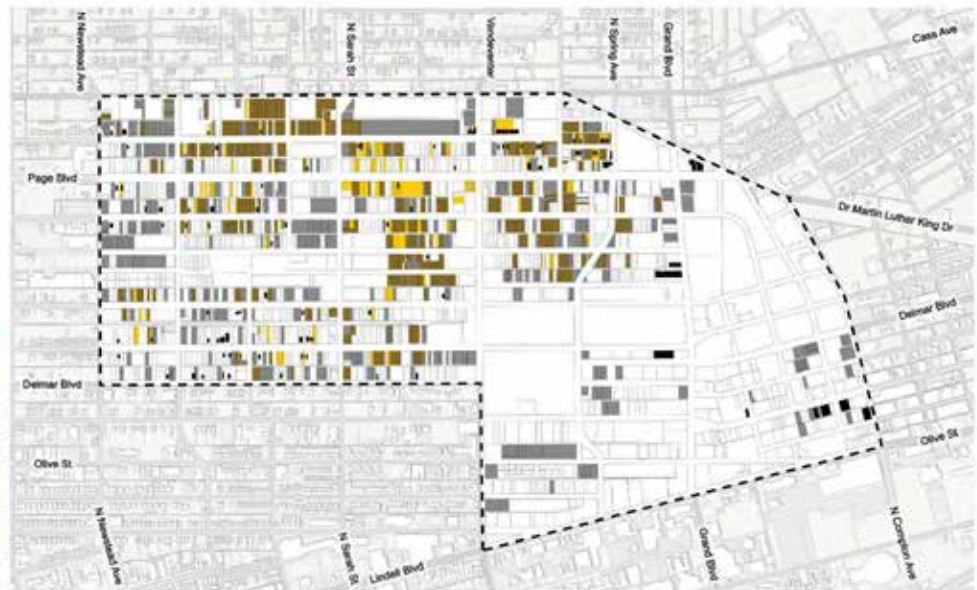 N Newstead Ave
N Sarah St
Vandeventer
N Spring Ave
Grand Blvd
Cass Ave
Page Blvd
Dr Martin Luther King Dr
Delmar Blvd
Delmar Blvd
Olive St
Olive St
N Newstead Ave
N Sarah St
Lindell Blvd
Grand Blvd
N Compton Ave